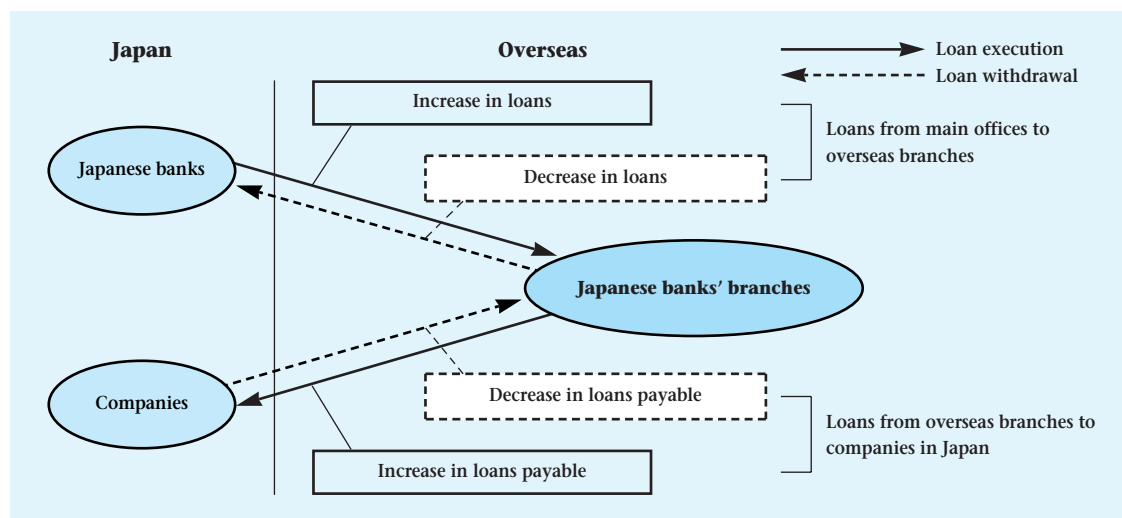 Japan
Overseas
Loan execution
Loan withdrawal
Increase in loans
Loans from main offices to
overseas branches
Japanese banks
Decrease in loans
Japanese banks’ branches
Companies
Decrease in loans payable
Loans from overseas branches to
companies in Japan
Increase in loans payable